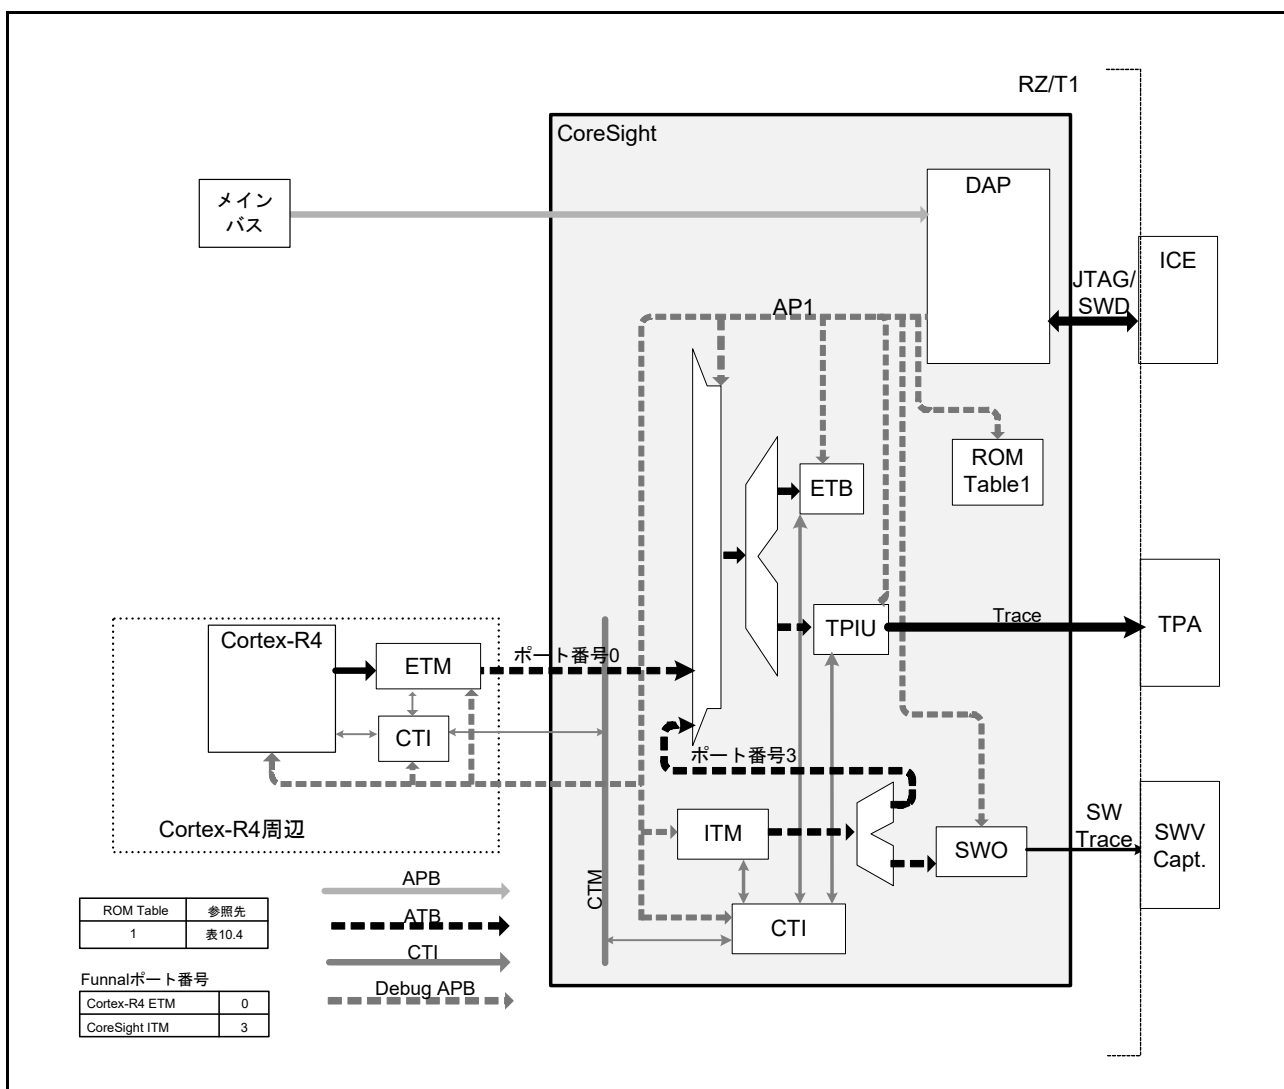 RZ/T1
CoreSight
DAP
メイン
バス
ICE
JTAG/
SWD
AP1
ROM
Table1
ETB
Trace
TPIU
TPA
Cortex-R4
ETM
ポート番号0
CTI
ポート番号3
Cortex-R4周辺
ITM
SWO
SW
Trace
SWV
Capt.
CTM
CTI
APB
ATB
CTI
Debug APB
ROM Table 参照先
1 表10.4
Funnalポート番号
Cortex-R4 ETM 0
CoreSight ITM 3